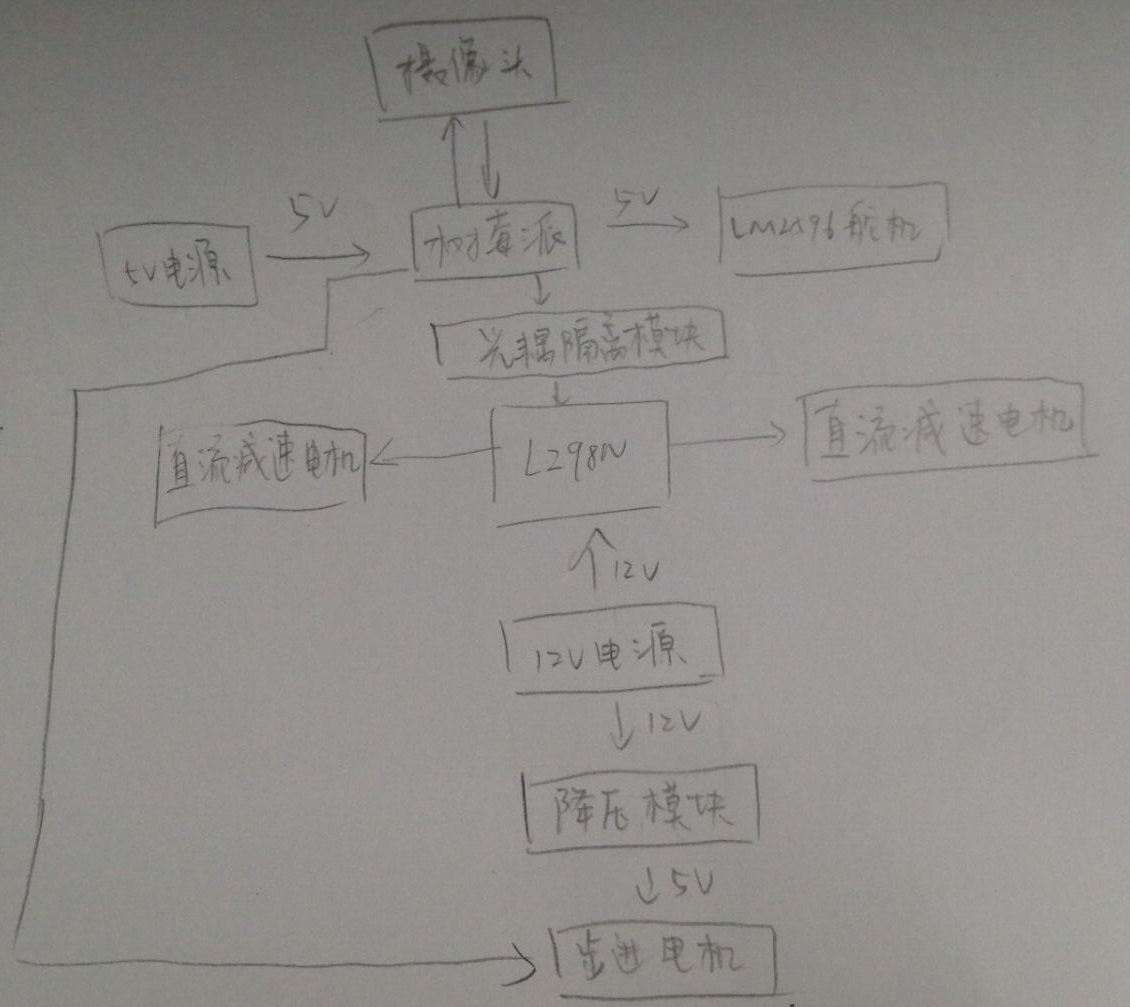 摄像头
5V
5V
5V电源
树莓派
LM2596舵机
光耦隔离模块
直流减速电机
L298N
直流减速电机
12V
12V电源
12V
降压模块
5V
步进电机